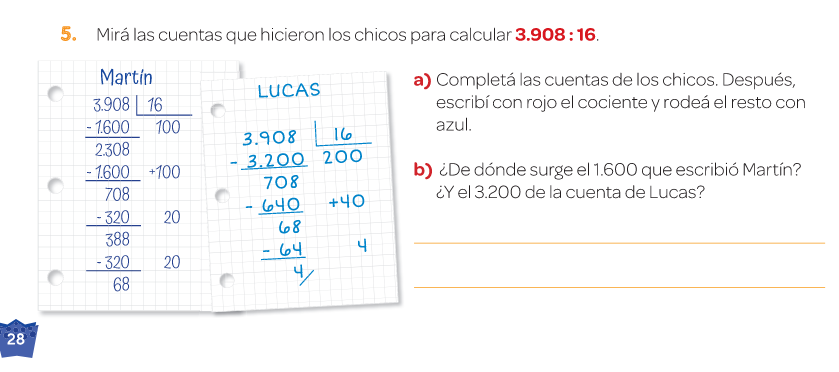 5. Mirá las cuentas que hicieron los chicos para calcular 3.908 : 16.
Martín
3.908 16
- 1.600 100
2.308
- 1.600 +100
708
- 320 20
388
- 320 20
68
LUCAS
3.908 16
- 3.200 200
708
- 640 +40
68
- 64 4
4
a) Completá las cuentas de los chicos. Después,
escribí con rojo el cociente y rodeá el resto con
azul.
b) ¿De dónde surge el 1.600 que escribió Martín?
¿Y el 3.200 de la cuenta de Lucas?
28